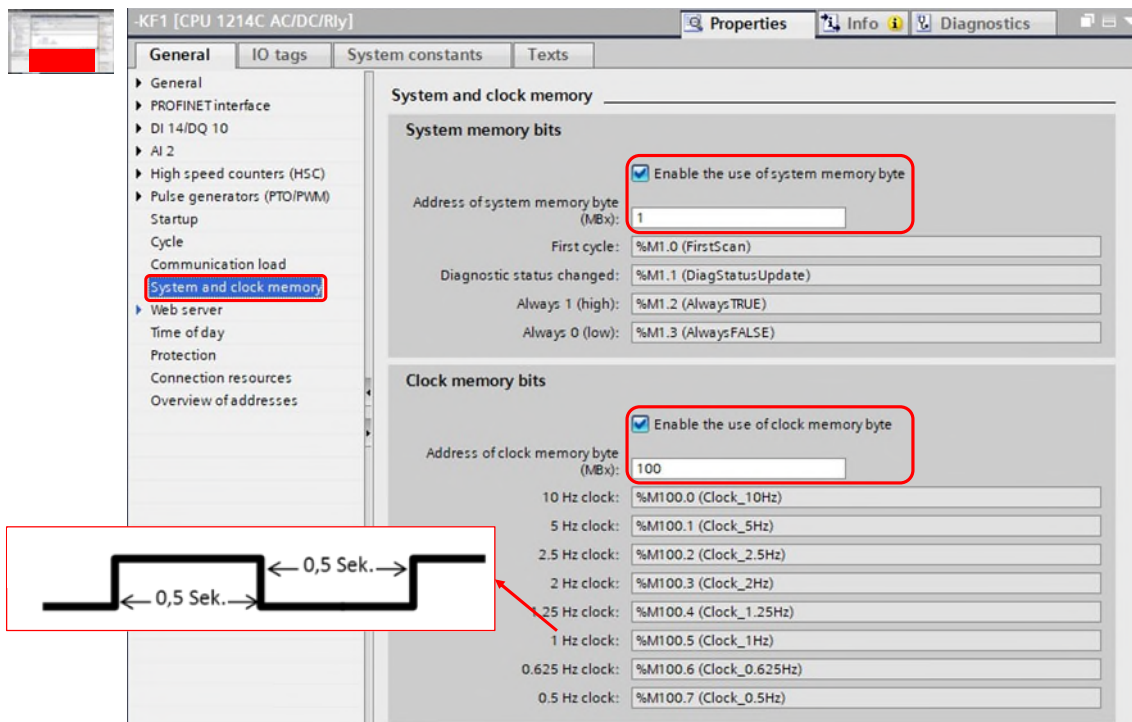 -KF1 [CPU 1214C AC/DC/Rly]
Properties
Info
Diagnostics
General
IO tags
System constants
Texts
General
PROFINET interface
DI 14/DQ 10
AI 2
High speed counters (HSC)
Pulse generators (PTO/PWM)
Startup
Cycle
Communication load
System and clock memory
Web server
Time of day
Protection
Connection resources
Overview of addresses
System and clock memory
System memory bits
Enable the use of system memory byte
Address of system memory byte
(MBx): 1
First cycle: %M1.0 (FirstScan)
Diagnostic status changed: %M1.1 (DiagStatusUpdate)
Always 1 (high): %M1.2 (AlwaysTRUE)
Always 0 (low): %M1.3 (AlwaysFALSE)
Clock memory bits
Enable the use of clock memory byte
Address of clock memory byte
(MBx): 100
10 Hz clock: %M100.0 (Clock_10Hz)
5 Hz clock: %M100.1 (Clock_5Hz)
2.5 Hz clock: %M100.2 (Clock_2.5Hz)
2 Hz clock: %M100.3 (Clock_2Hz)
1.25 Hz clock: %M100.4 (Clock_1.25Hz)
1 Hz clock: %M100.5 (Clock_1Hz)
0.625 Hz clock: %M100.6 (Clock_0.625Hz)
0.5 Hz clock: %M100.7 (Clock_0.5Hz)
0,5 Sek.
0,5 Sek.